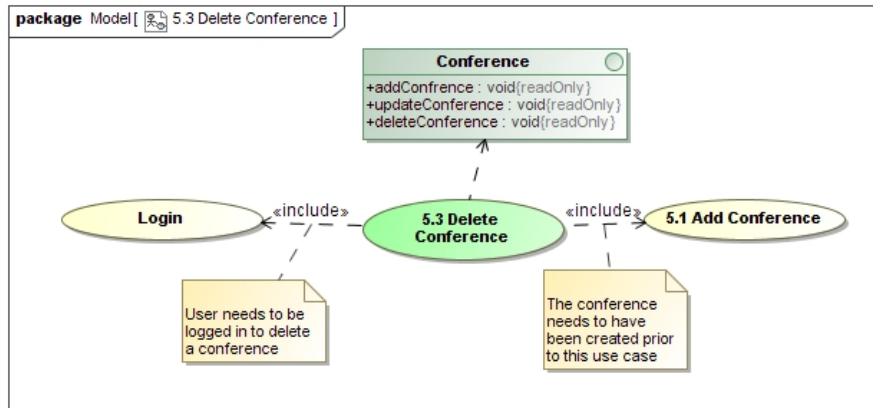 package Model[ 5.3 Delete Conference ]
Conference
+addConfrence : void{readOnly}
+updateConference : void{readOnly}
+deleteConference : void{readOnly}
Login
«include»
5.3 Delete
Conference
«include»
5.1 Add Conference
User needs to be
logged in to delete
a conference
The conference
needs to have
been created prior
to this use case